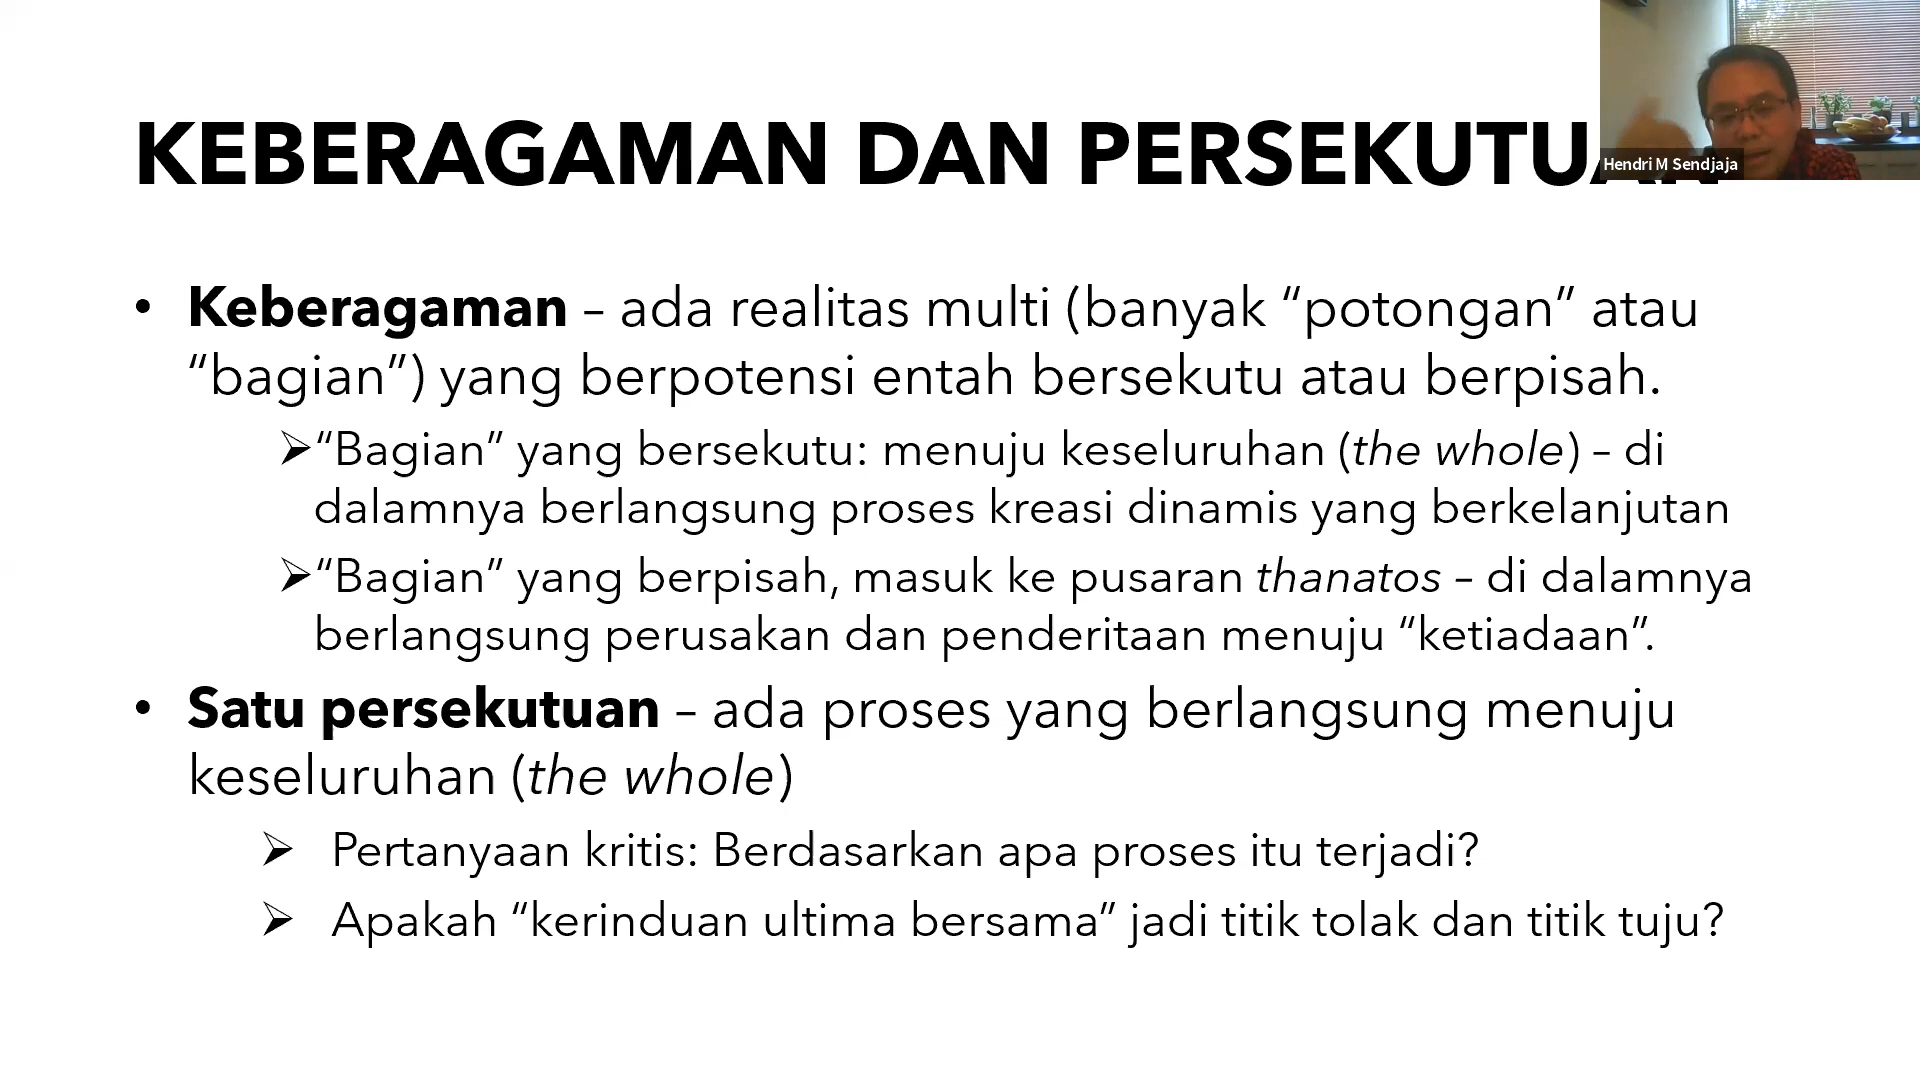 KEBERAGAMAN DAN PERSEKUTUAN
Hendri M Sendjaja
• Keberagaman – ada realitas multi (banyak “potongan” atau
“bagian”) yang berpotensi entah bersekutu atau berpisah.
➢“Bagian” yang bersekutu: menuju keseluruhan (the whole) – di
dalamnya berlangsung proses kreasi dinamis yang berkelanjutan
➢“Bagian” yang berpisah, masuk ke pusaran thanatos – di dalamnya
berlangsung perusakan dan penderitaan menuju “ketiadaan”.
• Satu persekutuan – ada proses yang berlangsung menuju
keseluruhan (the whole)
➢ Pertanyaan kritis: Berdasarkan apa proses itu terjadi?
➢ Apakah “kerinduan ultima bersama” jadi titik tolak dan titik tuju?